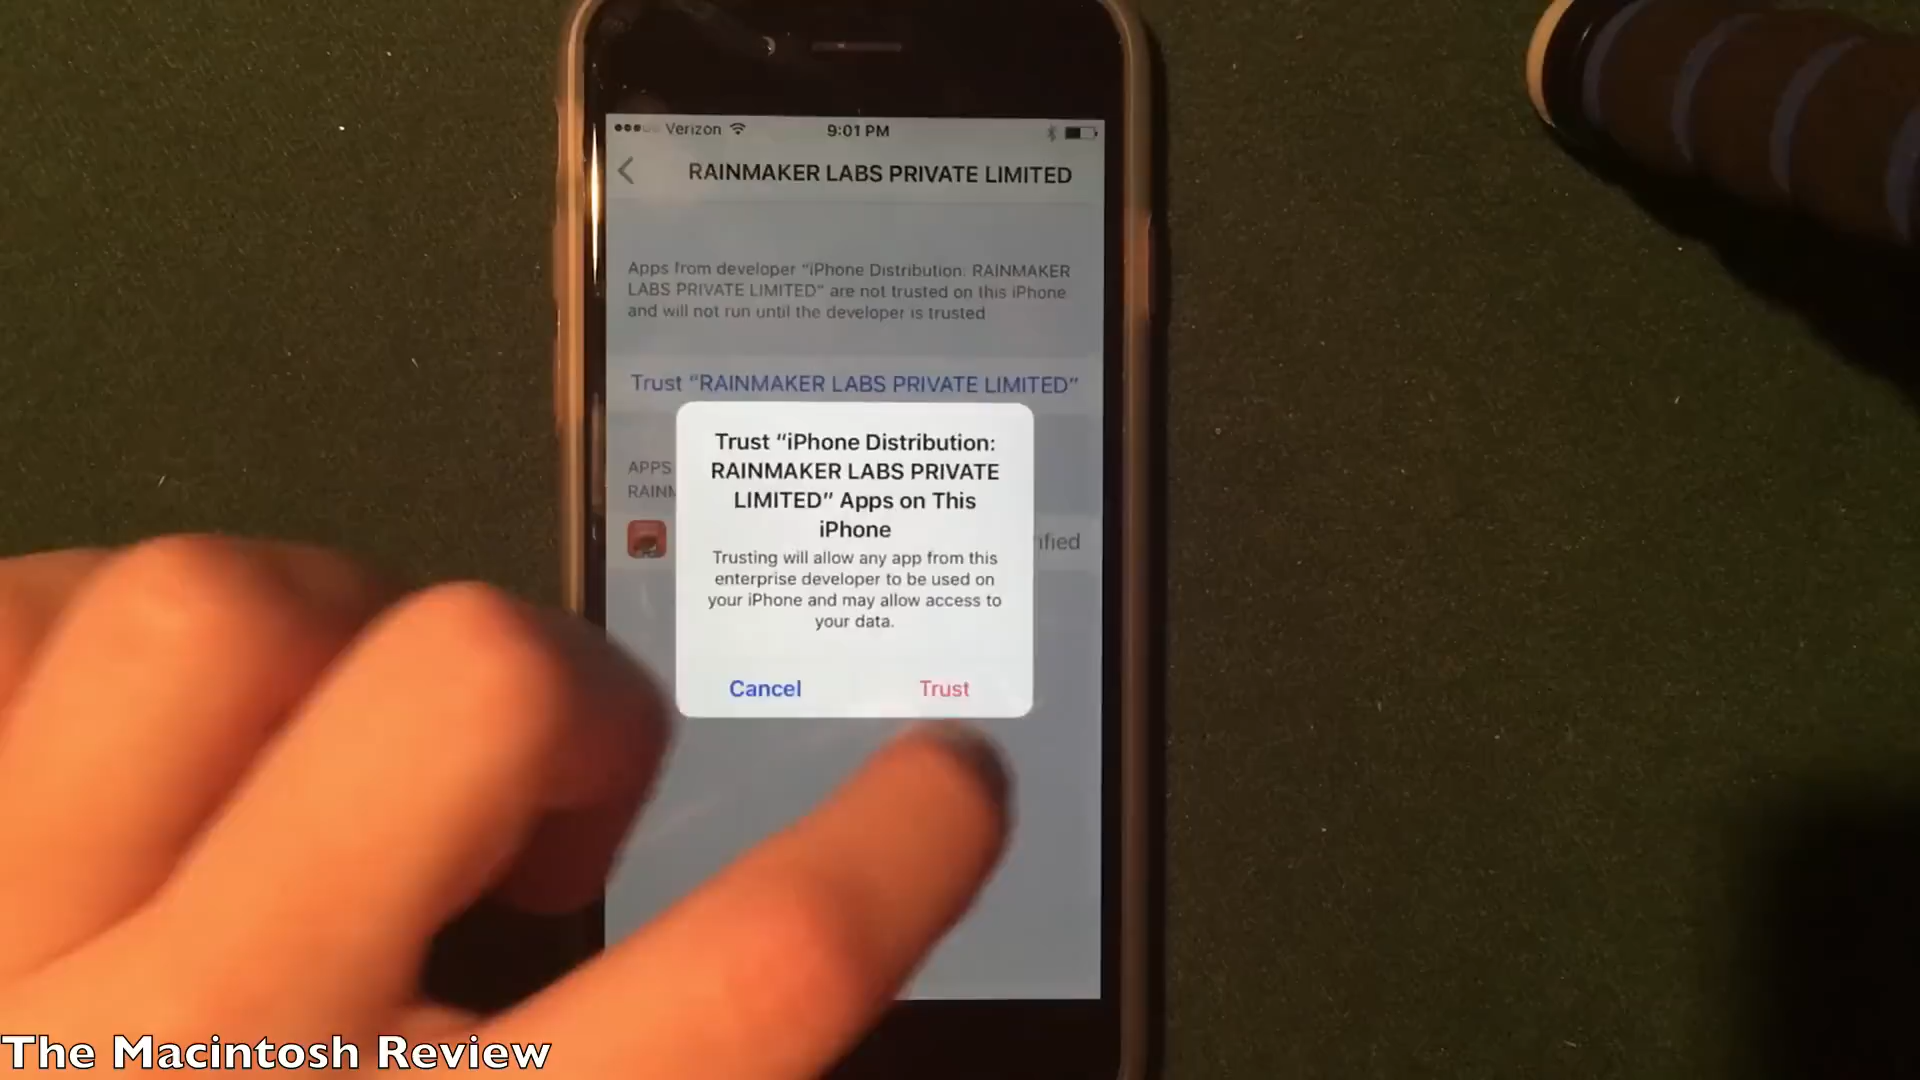 Verizon
9:01 PM
RAINMAKER LABS PRIVATE LIMITED
Apps from developer “iPhone Distribution: RAINMAKER
LABS PRIVATE LIMITED” are not trusted on this iPhone
and will not run until the developer is trusted
Trust “RAINMAKER LABS PRIVATE LIMITED”
APPS
Trust “iPhone Distribution:
RAINMAKER LABS PRIVATE
LIMITED” Apps on This
iPhone
Trusting will allow any app from this
enterprise developer to be used on
your iPhone and may allow access to
your data.
Cancel
Trust
The Macintosh Review